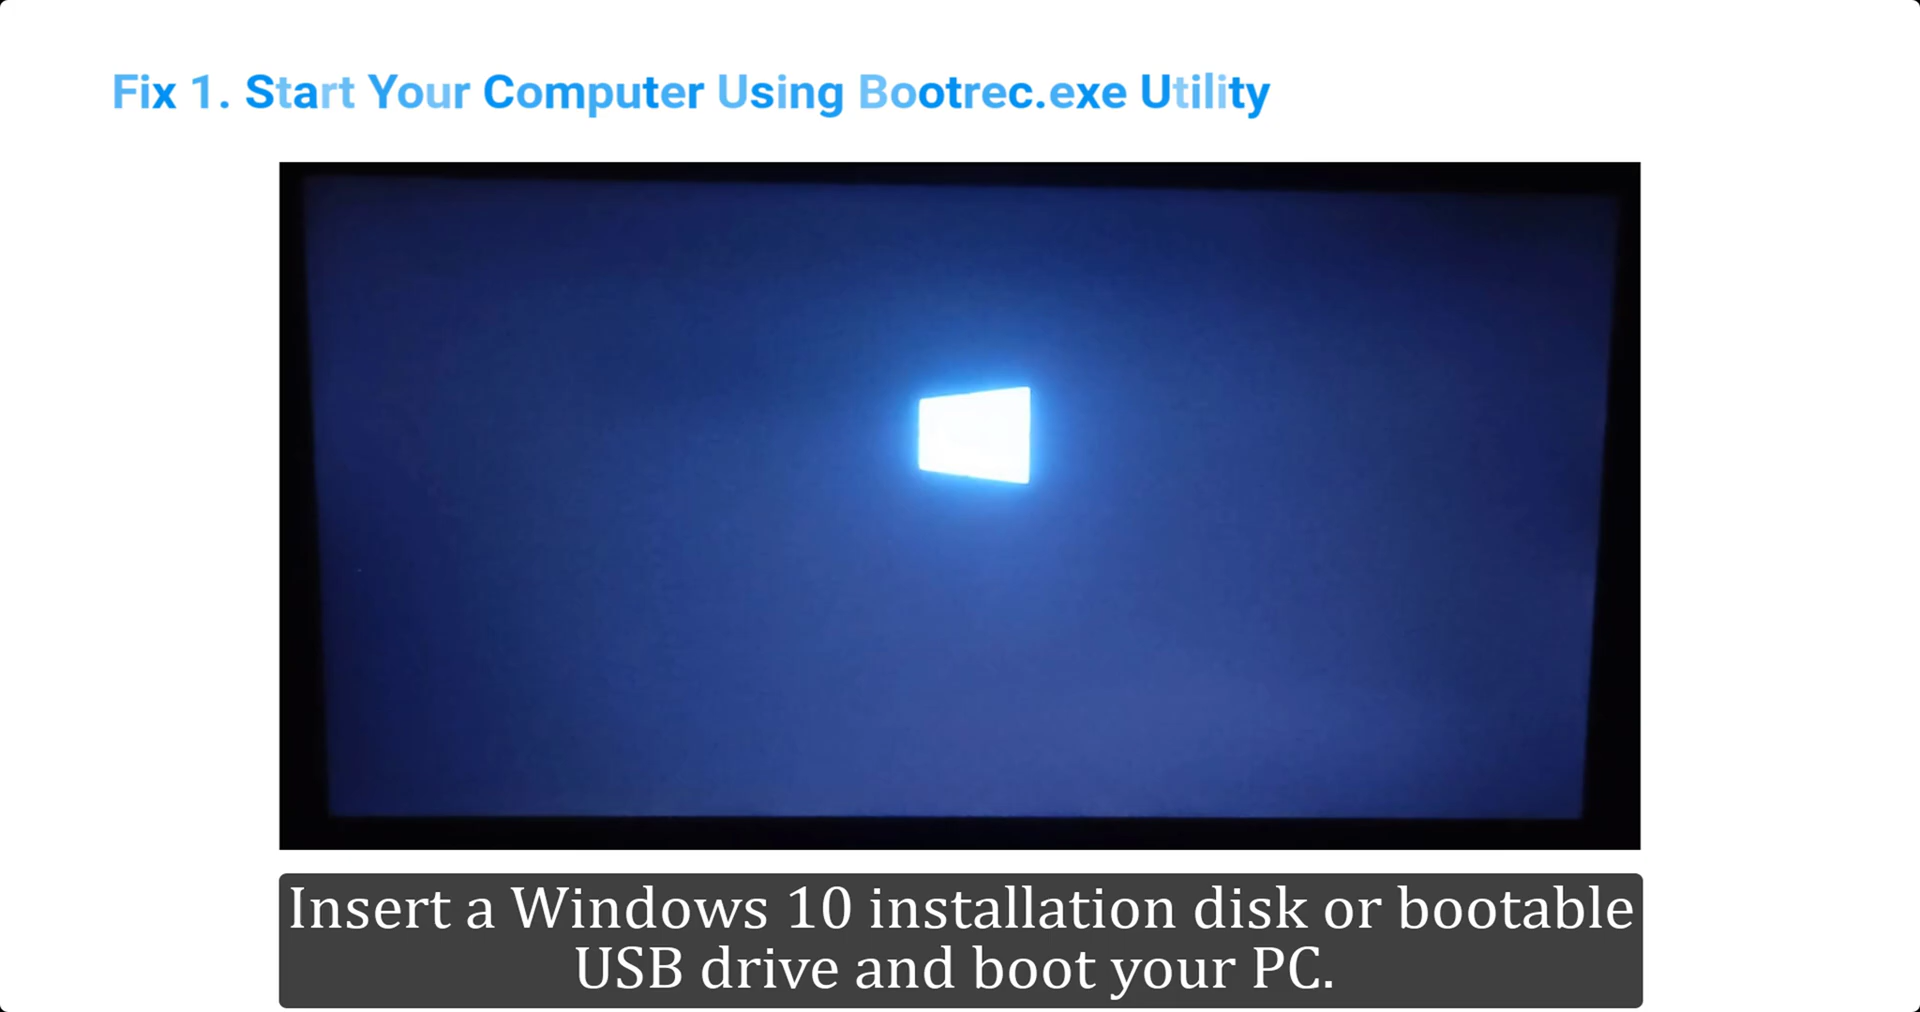 Fix 1. Start Your Computer Using Bootrec.exe Utility
Insert a Windows 10 installation disk or bootable
USB drive and boot your PC.